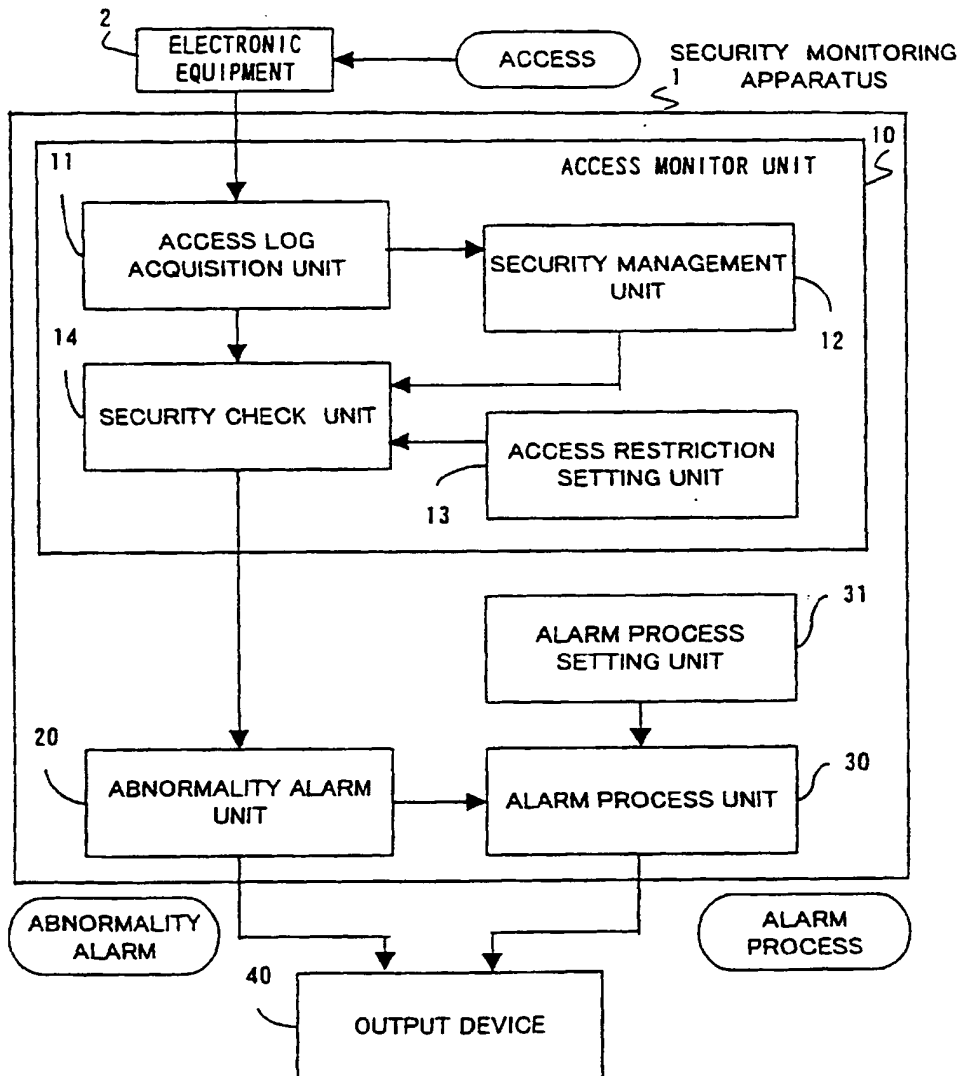 2
ELECTRONIC
EQUIPMENT
ACCESS
SECURITY MONITORING
APPARATUS
1
10
ACCESS MONITOR UNIT
11
ACCESS LOG
ACQUISITION UNIT
SECURITY MANAGEMENT
UNIT
12
14
SECURITY CHECK UNIT
ACCESS RESTRICTION
SETTING UNIT
13
31
ALARM PROCESS
SETTING UNIT
20
ABNORMALITY ALARM
UNIT
30
ALARM PROCESS UNIT
ABNORMALITY
ALARM
ALARM
PROCESS
40
OUTPUT DEVICE